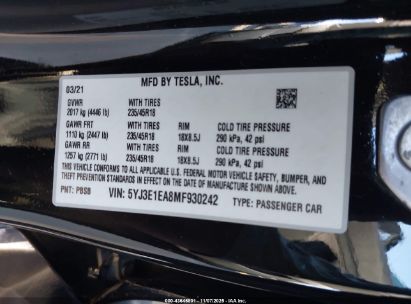 03/21 MFD BY TESLA, INC.
GVWR WITH TIRES
2017 kg (4446 lb) 235/45R18
GAWR FRT WITH TIRES RIM COLD TIRE PRESSURE
1110 kg (2447 lb) 235/45R18 18X8.5J 290 kPa, 42 psi
GAWR RR WITH TIRES RIM COLD TIRE PRESSURE
1257 kg (2771 lb) 235/45R18 18X8.5J 290 kPa, 42 psi
THIS VEHICLE CONFORMS TO ALL APPLICABLE U.S. FEDERAL MOTOR VEHICLE SAFETY, BUMPER, AND
THEFT PREVENTION STANDARDS IN EFFECT ON THE DATE OF MANUFACTURE SHOWN ABOVE.
PNT: PBSB VIN: 5YJ3E1EA8MF930242 TYPE: PASSENGER CAR